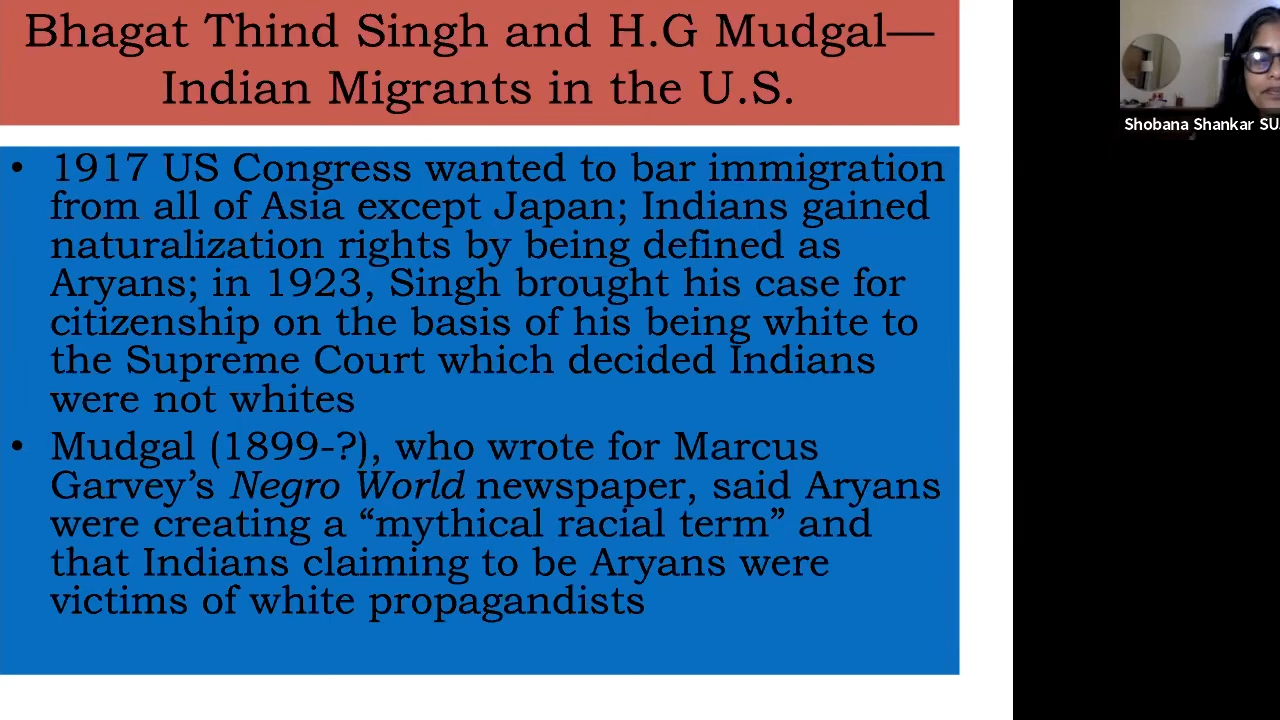 Bhagat Thind Singh and H.G Mudgal—
Indian Migrants in the U.S.
• 1917 US Congress wanted to bar immigration
from all of Asia except Japan; Indians gained
naturalization rights by being defined as
Aryans; in 1923, Singh brought his case for
citizenship on the basis of his being white to
the Supreme Court which decided Indians
were not whites
• Mudgal (1899-?), who wrote for Marcus
Garvey’s Negro World newspaper, said Aryans
were creating a “mythical racial term” and
that Indians claiming to be Aryans were
victims of white propagandists
Shobana Shankar SU